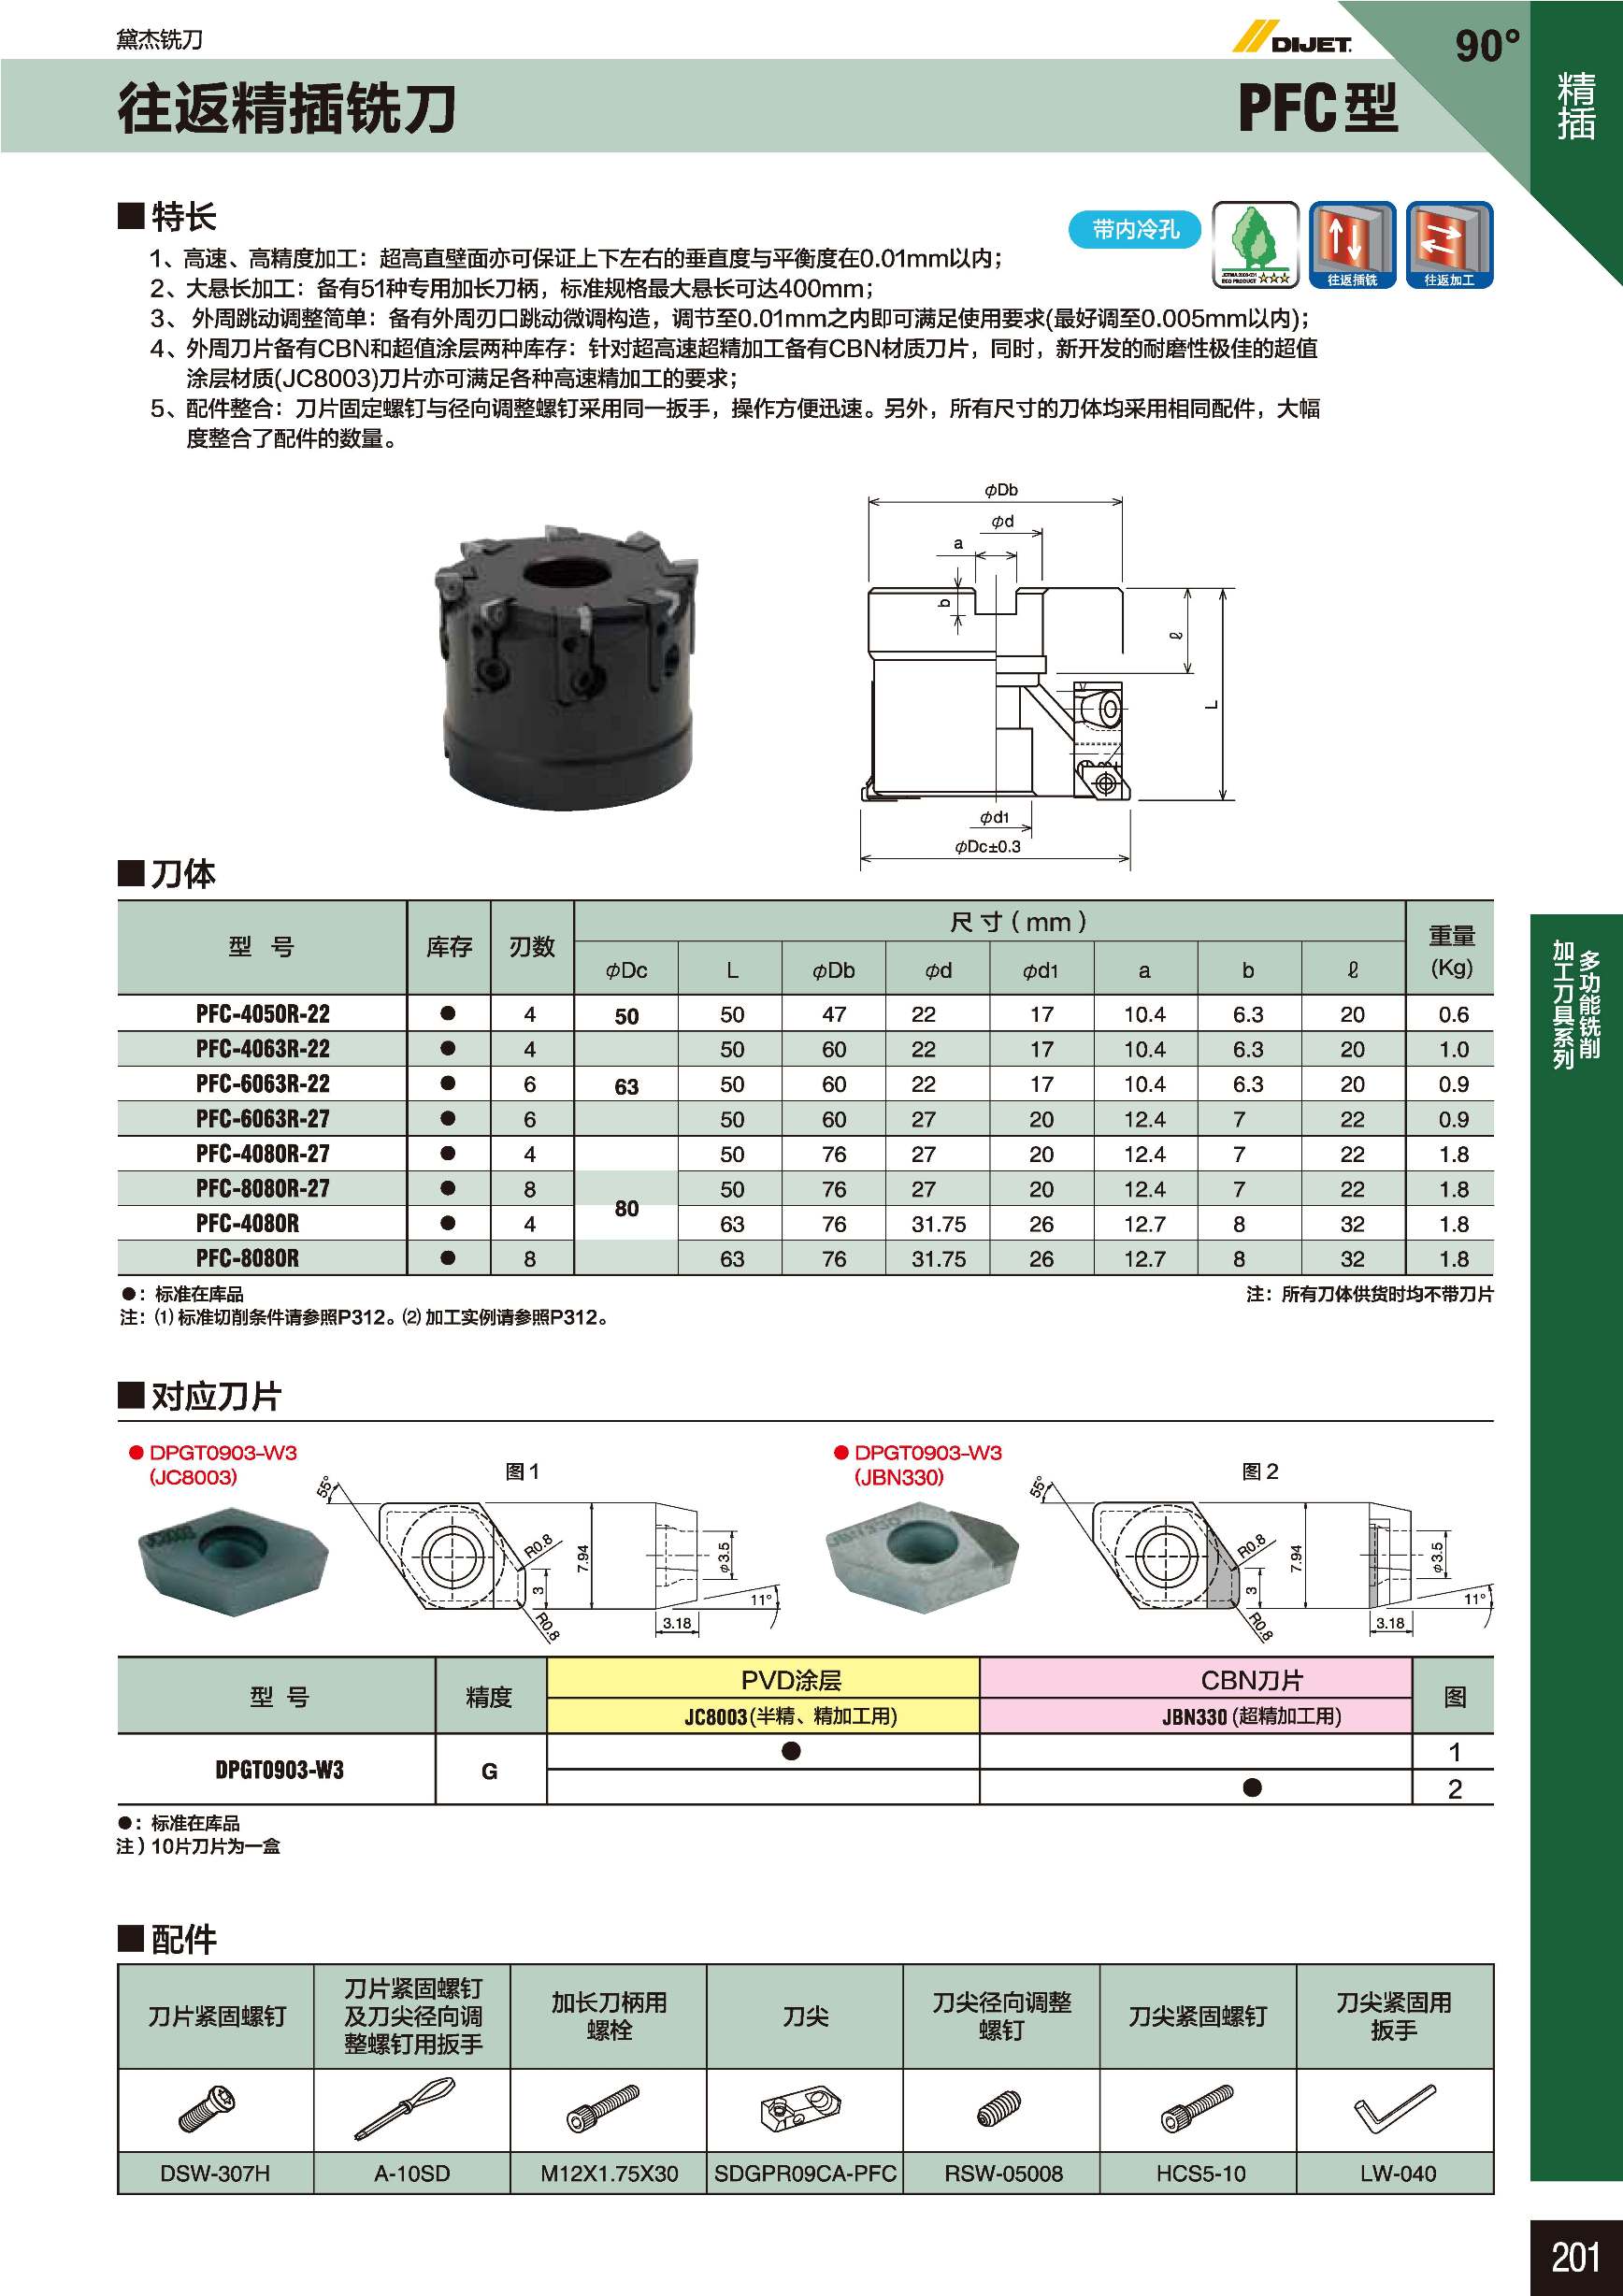 黛杰铣刀
DIJET
90°
往返精插铣刀
PFC型
精插
■特长
带内冷孔
往返插铣
往返加工
1、高速、高精度加工：超高直壁面亦可保证上下左右的垂直度与平衡度在0.01mm以内；
2、大悬长加工：备有51种专用加长刀柄，标准规格最大悬长可达400mm；
3、外周跳动调整简单：备有外周刃口跳动微调构造，调节至0.01mm之内即可满足使用要求(最好调至0.005mm以内)；
4、外周刀片备有CBN和超值涂层两种库存：针对超高速超精加工备有CBN材质刀片，同时，新开发的耐磨性极佳的超值
涂层材质(JC8003)刀片亦可满足各种高速精加工的要求；
5、配件整合：刀片固定螺钉与径向调整螺钉采用同一扳手，操作方便迅速。另外，所有尺寸的刀体均采用相同配件，大幅
度整合了配件的数量。
φDb
φd
a
b
ℓ
L
φd1
φDc±0.3
■刀体
型 号 库存 刃数 尺寸（mm） 重量
(Kg)
φDc L φDb φd φd1 a b ℓ
PFC-4050R-22 ● 4 50 50 47 22 17 10.4 6.3 20 0.6
PFC-4063R-22 ● 4 50 60 22 17 10.4 6.3 20 1.0
PFC-6063R-22 ● 6 63 50 60 22 17 10.4 6.3 20 0.9
PFC-6063R-27 ● 6 50 60 27 20 12.4 7 22 0.9
PFC-4080R-27 ● 4 50 76 27 20 12.4 7 22 1.8
PFC-8080R-27 ● 8 80 50 76 27 20 12.4 7 22 1.8
PFC-4080R ● 4 63 76 31.75 26 12.7 8 32 1.8
PFC-8080R ● 8 63 76 31.75 26 12.7 8 32 1.8
●：标准在库品
注：所有刀体供货时均不带刀片
注：⑴ 标准切削条件请参照P312。⑵ 加工实例请参照P312。
多功能铣削
加工刀具系列
■对应刀片
● DPGT0903-W3
(JC8003)
图1
55°
R0.8
3
R0.8
7.94
φ3.5
11°
3.18
● DPGT0903-W3
(JBN330)
图2
55°
R0.8
3
R0.8
7.94
φ3.5
11°
3.18
型 号 精度 PVD涂层 CBN刀片 图
JC8003(半精、精加工用) JBN330 (超精加工用)
DPGT0903-W3 G ● 1
● 2
●：标准在库品
注）10片刀片为一盒
■配件
刀片紧固螺钉
刀片紧固螺钉
及刀尖径向调
整螺钉用扳手
加长刀柄用
螺栓
刀尖
刀尖径向调整
螺钉
刀尖紧固螺钉
刀尖紧固用
扳手
DSW-307H A-10SD M12X1.75X30 SDGPR09CA-PFC RSW-05008 HCS5-10 LW-040
201